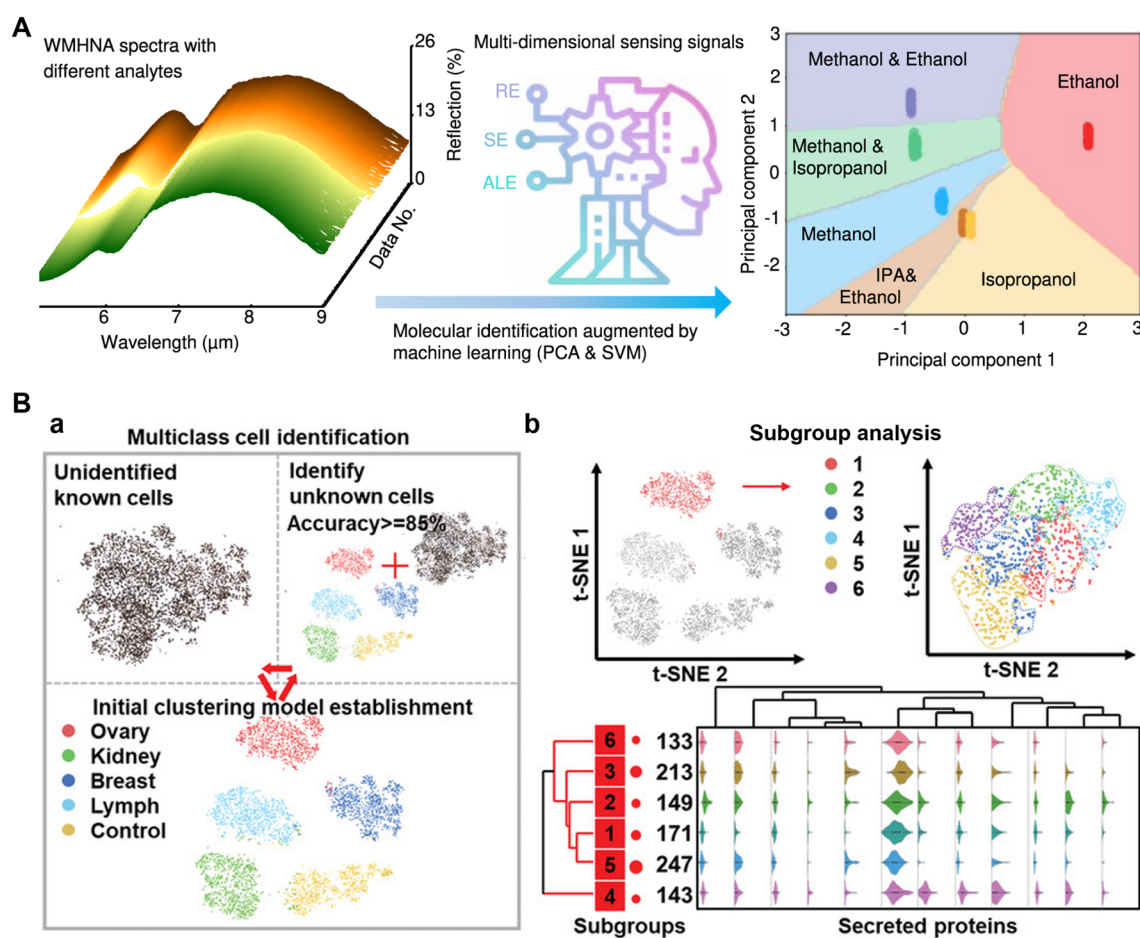 A
WMHNA spectra with
different analytes
26
13
0
Reflection (%)
Data No.
6
7
8
9
Wavelength (μm)
Multi-dimensional sensing signals
RE
SE
ALE
Molecular identification augmented by
machine learning (PCA & SVM)
3
2
1
0
-1
-2
Principal component 2
Methanol & Ethanol
Ethanol
Methanol &
Isopropanol
Methanol
IPA&
Ethanol
Isopropanol
-3
-2
-1
0
1
2
3
Principal component 1
B
a
Multiclass cell identification
Unidentified
known cells
Identify
unknown cells
Accuracy>=85%
Initial clustering model establishment
Ovary
Kidney
Breast
Lymph
Control
b
Subgroup analysis
t-SNE 1
t-SNE 2
1
2
3
4
5
6
t-SNE 1
t-SNE 2
6 133
3 213
2 149
1 171
5 247
4 143
Subgroups
Secreted proteins